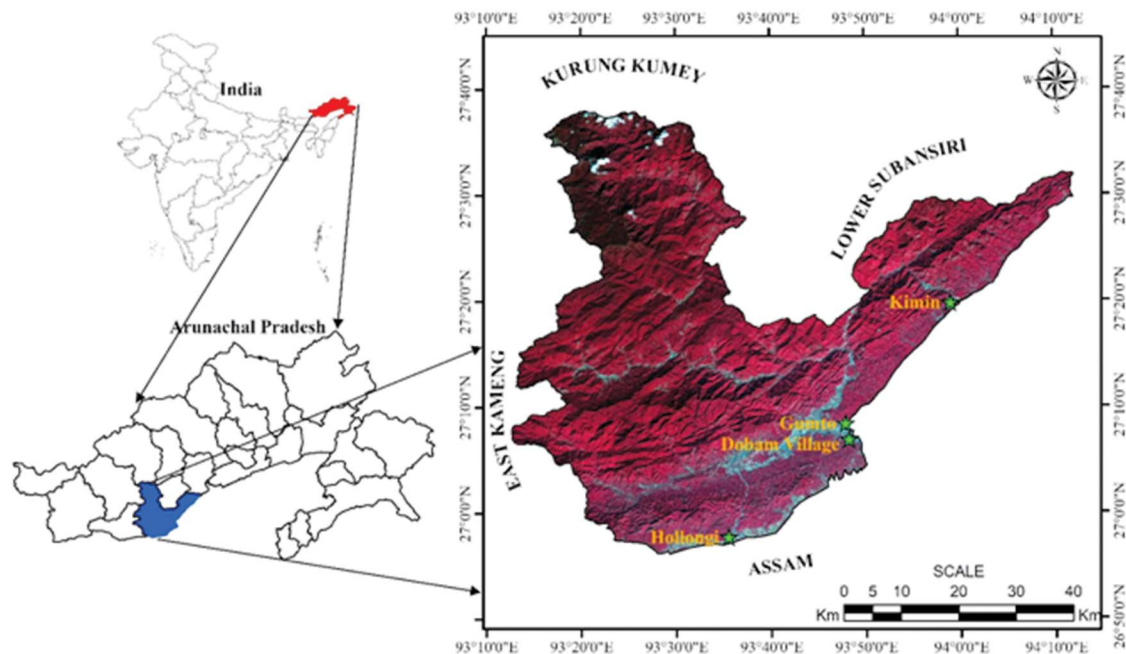 93°10'0"E 93°20'0"E 93°30'0"E 93°40'0"E 93°50'0"E 94°0'0"E 94°10'0"E
India
Arunachal Pradesh
KURUNG KUMEY
LOWER SUBANSIRI
EAST KAMENG
ASSAM
N
W E
S
Kimin
Gumto
Dobam Village
Hollongi
27°40'0"N
27°30'0"N
27°20'0"N
27°10'0"N
27°0'0"N
27°40'0"N
27°30'0"N
27°20'0"N
27°10'0"N
27°0'0"N
26°50'0"N
SCALE
0 5 10 20 30 40
Km Km
93°10'0"E 93°20'0"E 93°30'0"E 93°40'0"E 93°50'0"E 94°0'0"E 94°10'0"E